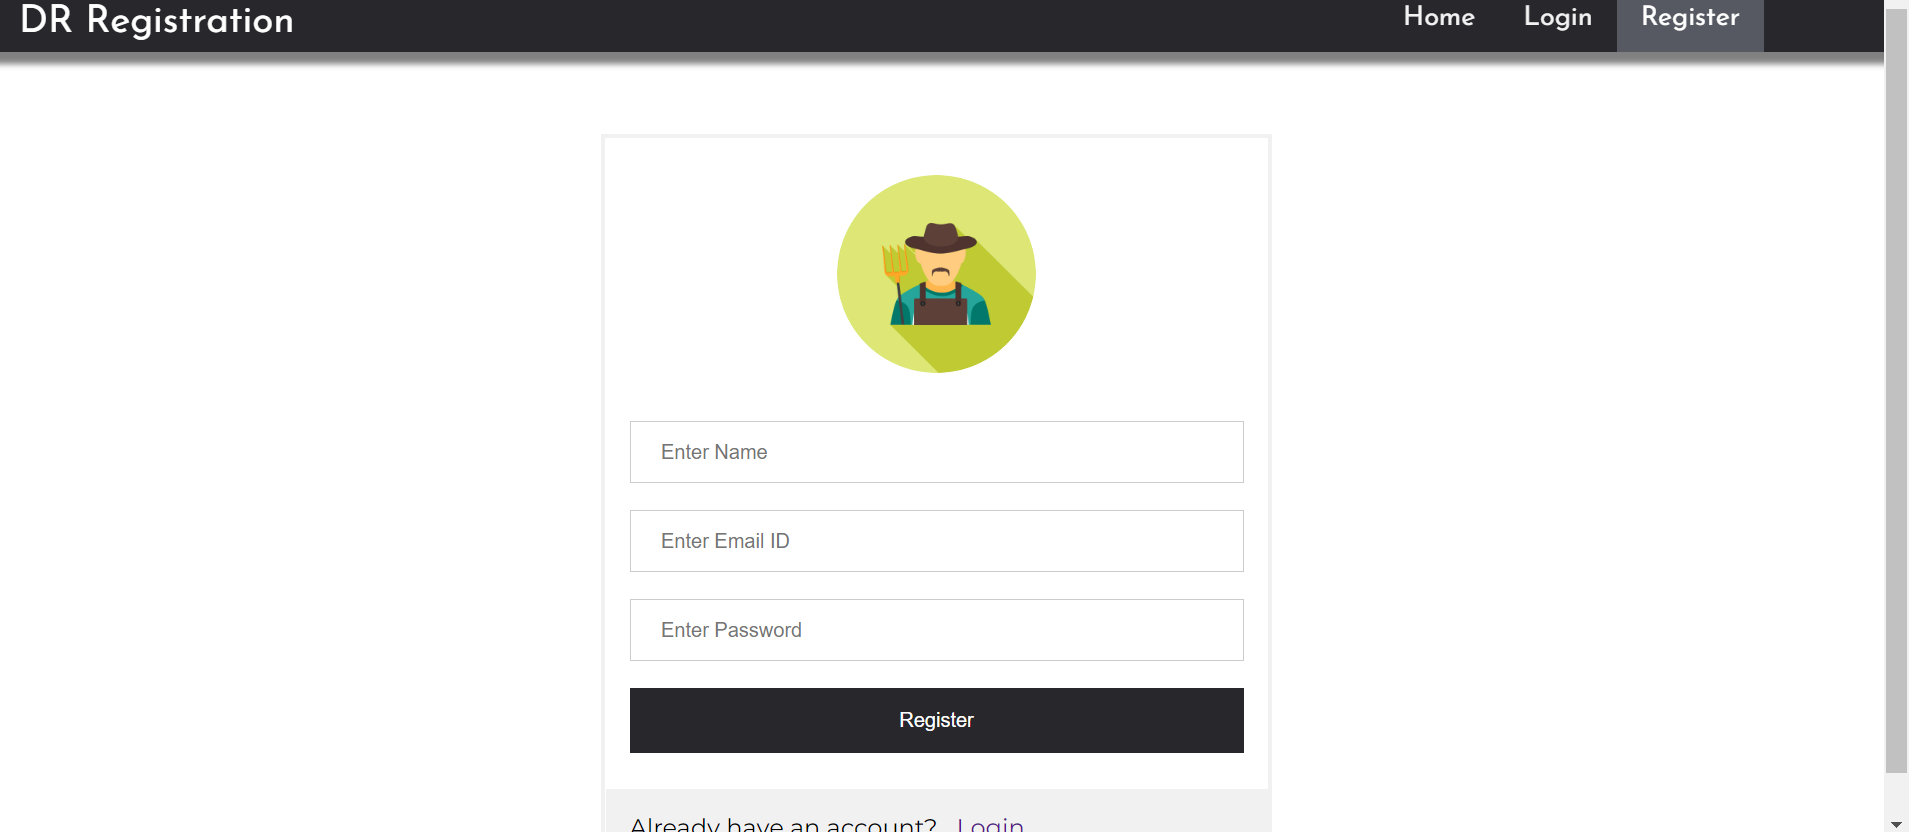 DR Registration
Home Login Register
Enter Name
Enter Email ID
Enter Password
Register
Already have an account? Login